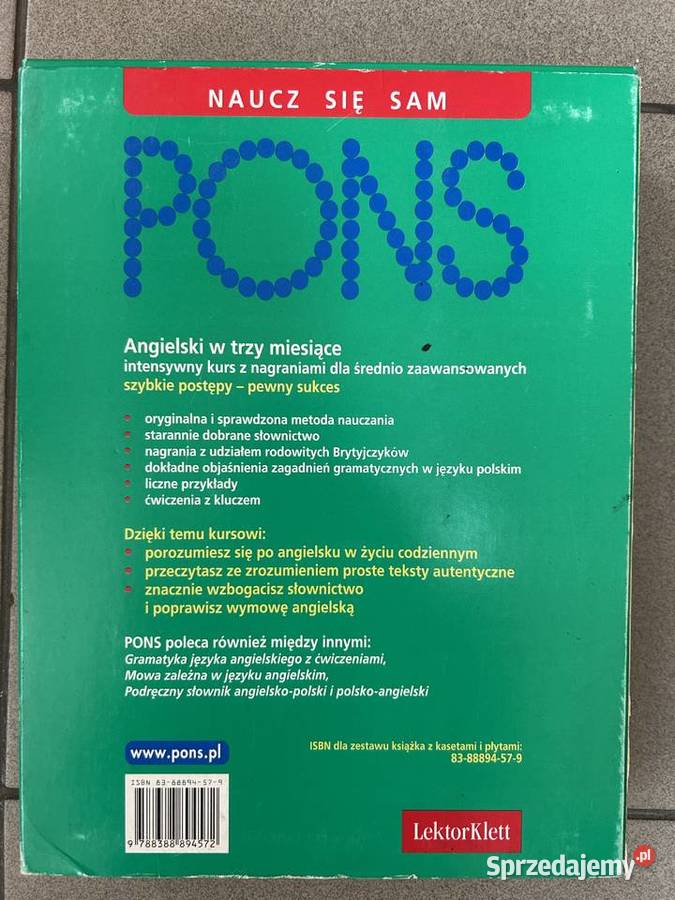 NAUCZ SIĘ SAM
PONS
Angielski w trzy miesiące
intensywny kurs z nagraniami dla średnio zaawansowanych
szybkie postępy – pewny sukces
oryginalna i sprawdzona metoda nauczania
starannie dobrane słownictwo
nagrania z udziałem rodowitych Brytyjczyków
dokładne objaśnienia zagadnień gramatycznych w języku polskim
liczne przykłady
ćwiczenia z kluczem
Dzięki temu kursowi:
porozumiesz się po angielsku w życiu codziennym
przeczytasz ze zrozumieniem proste teksty autentyczne
znacznie wzbogacisz słownictwo
i poprawisz wymowę angielską
PONS poleca również między innymi:
Gramatyka języka angielskiego z ćwiczeniami,
Mowa zależna w języku angielskim,
Podręczny słownik angielsko-polski i polsko-angielski
www.pons.pl
ISBN dla zestawu książka z kasetami i płytami:
83-88894-57-9
ISBN 83-88894-57-9
9 788388 894572
LektorKlett
Sprzedajemy.pl